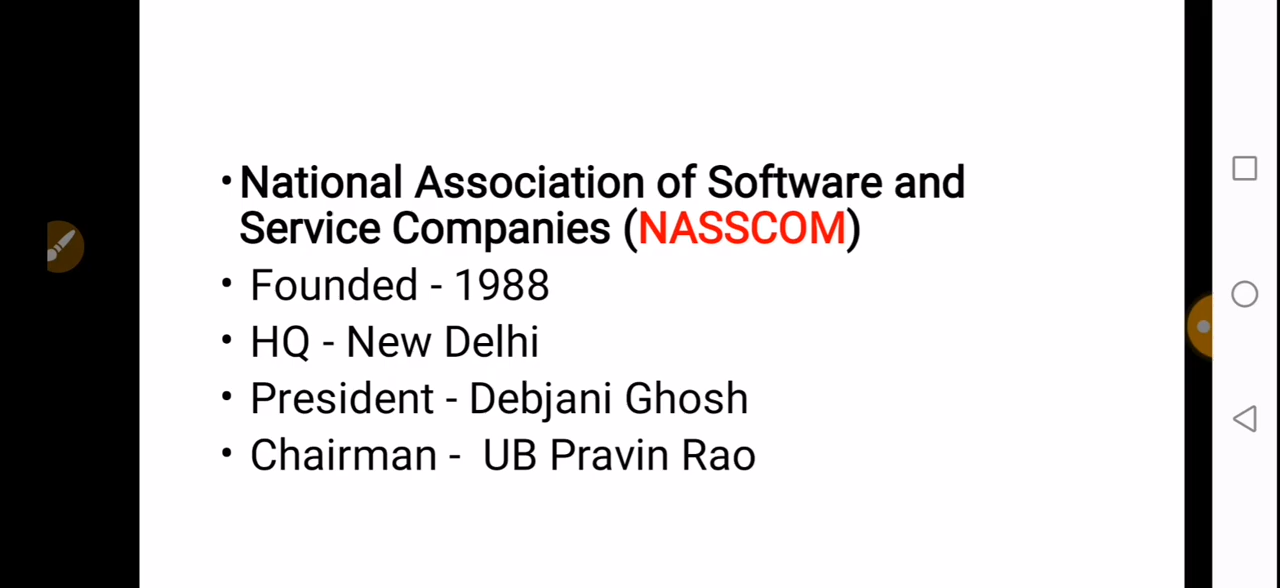 •National Association of Software and
Service Companies (NASSCOM)
• Founded - 1988
• HQ - New Delhi
• President - Debjani Ghosh
• Chairman - UB Pravin Rao